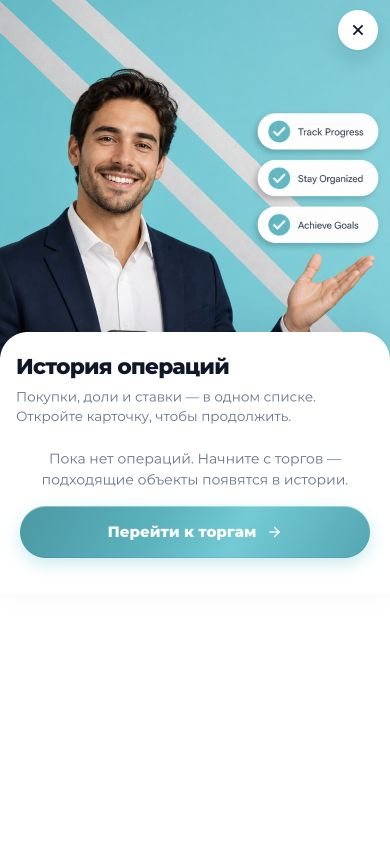 Track Progress
Stay Organized
Achieve Goals
История операций
Покупки, доли и ставки — в одном списке.
Откройте карточку, чтобы продолжить.
Пока нет операций. Начните с торгов —
подходящие объекты появятся в истории.
Перейти к торгам →